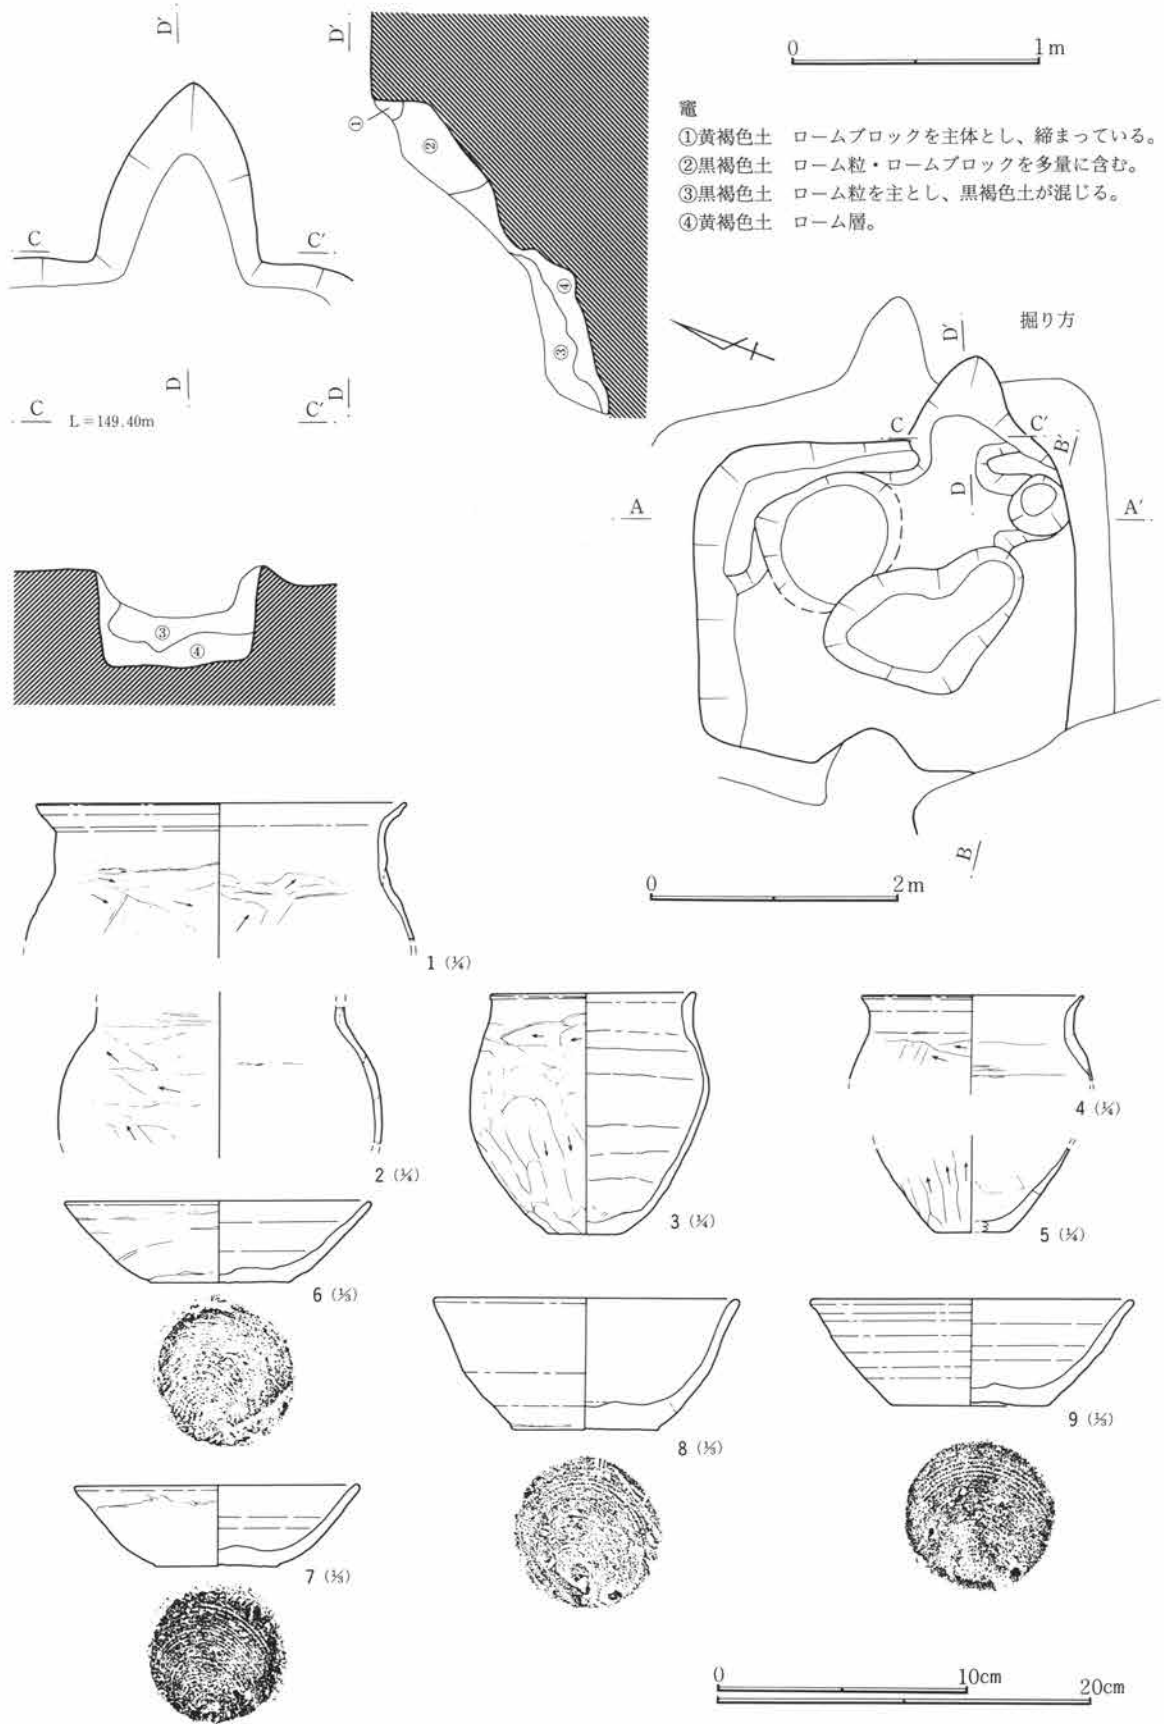 D′
D′
0 1m
竈
①黄褐色土 ロームブロックを主体とし、締まっている。
②黒褐色土 ローム粒・ロームブロックを多量に含む。
③黒褐色土 ローム粒を主とし、黒褐色土が混じる。
④黄褐色土 ローム層。
①
②
C
C′
④
③
D
D
C L=149.40m C′
掘り方
D′
C
C′
B′
D
A
A′
③
④
B
0 2m
1 (¼)
2 (¼)
3 (¼)
4 (¼)
5 (¼)
6 (⅓)
7 (⅓)
8 (⅓)
9 (⅓)
0 10cm
20cm